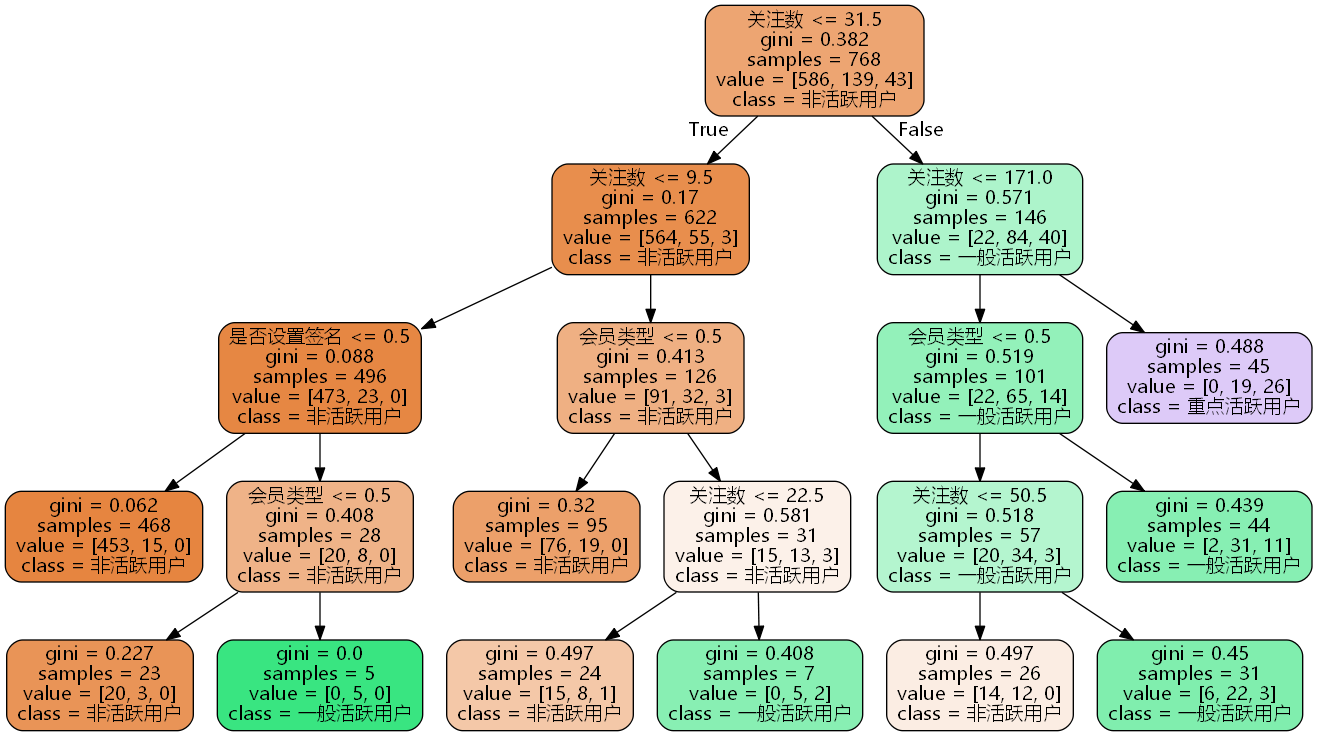 关注数 <= 31.5
gini = 0.382
samples = 768
value = [586, 139, 43]
class = 非活跃用户
True
False
关注数 <= 9.5
gini = 0.17
samples = 622
value = [564, 55, 3]
class = 非活跃用户
关注数 <= 171.0
gini = 0.571
samples = 146
value = [22, 84, 40]
class = 一般活跃用户
是否设置签名 <= 0.5
gini = 0.088
samples = 496
value = [473, 23, 0]
class = 非活跃用户
会员类型 <= 0.5
gini = 0.413
samples = 126
value = [91, 32, 3]
class = 非活跃用户
会员类型 <= 0.5
gini = 0.519
samples = 101
value = [22, 65, 14]
class = 一般活跃用户
gini = 0.488
samples = 45
value = [0, 19, 26]
class = 重点活跃用户
gini = 0.062
samples = 468
value = [453, 15, 0]
class = 非活跃用户
会员类型 <= 0.5
gini = 0.408
samples = 28
value = [20, 8, 0]
class = 非活跃用户
gini = 0.32
samples = 95
value = [76, 19, 0]
class = 非活跃用户
关注数 <= 22.5
gini = 0.581
samples = 31
value = [15, 13, 3]
class = 非活跃用户
关注数 <= 50.5
gini = 0.518
samples = 57
value = [20, 34, 3]
class = 一般活跃用户
gini = 0.439
samples = 44
value = [2, 31, 11]
class = 一般活跃用户
gini = 0.227
samples = 23
value = [20, 3, 0]
class = 非活跃用户
gini = 0.0
samples = 5
value = [0, 5, 0]
class = 一般活跃用户
gini = 0.497
samples = 24
value = [15, 8, 1]
class = 非活跃用户
gini = 0.408
samples = 7
value = [0, 5, 2]
class = 一般活跃用户
gini = 0.497
samples = 26
value = [14, 12, 0]
class = 非活跃用户
gini = 0.45
samples = 31
value = [6, 22, 3]
class = 一般活跃用户